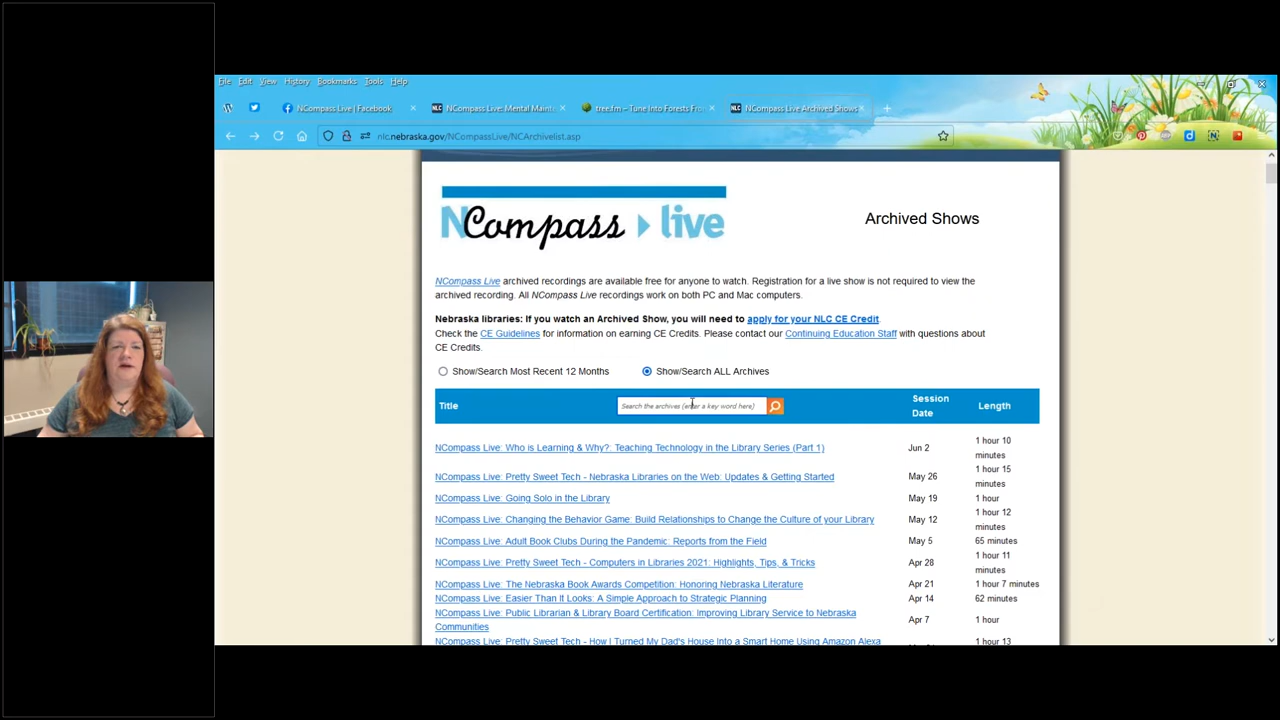 File Edit View History Bookmarks Tools Help
NCompass Live | Facebook
NLC NCompass Live: Mental Maint
tree.fm – Tune Into Forests Fro
NLC NCompass Live Archived Shows
nlc.nebraska.gov/NCompassLive/NCArchivelist.asp
NCompass live
Archived Shows
NCompass Live archived recordings are available free for anyone to watch. Registration for a live show is not required to view the
archived recording. All NCompass Live recordings work on both PC and Mac computers.
Nebraska libraries: If you watch an Archived Show, you will need to apply for your NLC CE Credit.
Check the CE Guidelines for information on earning CE Credits. Please contact our Continuing Education Staff with questions about
CE Credits.
Show/Search Most Recent 12 Months Show/Search ALL Archives
Title Search the archives (enter a key word here) Session Date Length
NCompass Live: Who is Learning & Why?: Teaching Technology in the Library Series (Part 1) Jun 2 1 hour 10 minutes
NCompass Live: Pretty Sweet Tech - Nebraska Libraries on the Web: Updates & Getting Started May 26 1 hour 15 minutes
NCompass Live: Going Solo in the Library May 19 1 hour
NCompass Live: Changing the Behavior Game: Build Relationships to Change the Culture of your Library May 12 1 hour 12 minutes
NCompass Live: Adult Book Clubs During the Pandemic: Reports from the Field May 5 65 minutes
NCompass Live: Pretty Sweet Tech - Computers in Libraries 2021: Highlights, Tips, & Tricks Apr 28 1 hour 11 minutes
NCompass Live: The Nebraska Book Awards Competition: Honoring Nebraska Literature Apr 21 1 hour 7 minutes
NCompass Live: Easier Than It Looks: A Simple Approach to Strategic Planning Apr 14 62 minutes
NCompass Live: Public Librarian & Library Board Certification: Improving Library Service to Nebraska
Communities Apr 7 1 hour
NCompass Live: Pretty Sweet Tech - How I Turned My Dad's House Into a Smart Home Using Amazon Alexa 1 hour 13